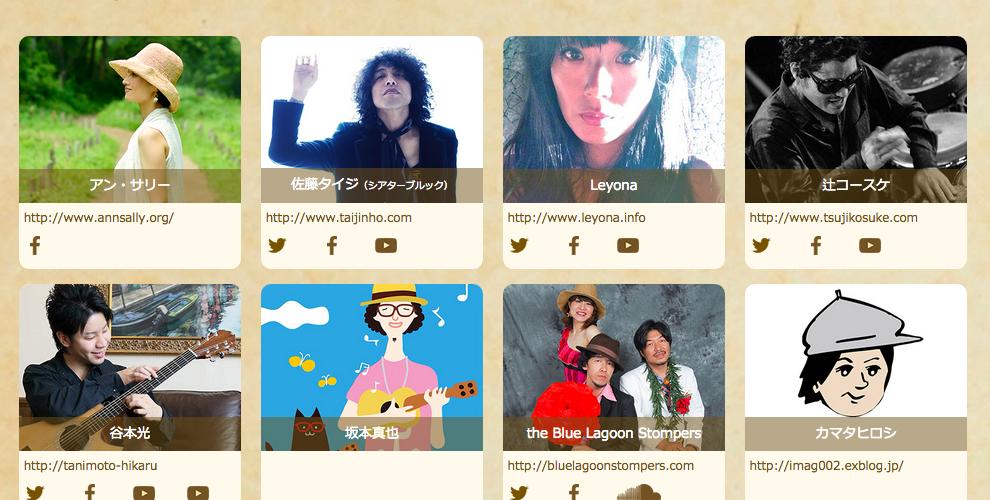 アン・サリー
佐藤タイジ（シアターブルック）
Leyona
辻コースケ
http://www.annsally.org/
http://www.taijinho.com
http://www.leyona.info
http://www.tsujikosuke.com
谷本光
坂本真也
the Blue Lagoon Stompers
カマタヒロシ
http://tanimoto-hikaru
http://bluelagoonstompers.com
http://imag002.exblog.jp/